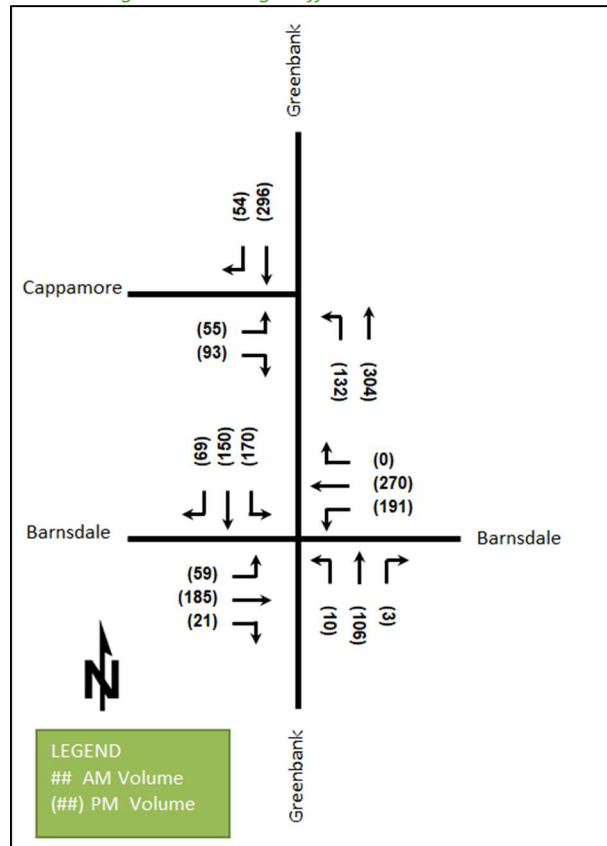 Greenbank
(54)
(296)
Cappamore
(55)
(93)
(132)
(304)
(69)
(150)
(170)
(0)
(270)
(191)
Barnsdale
Barnsdale
(59)
(185)
(21)
(10)
(106)
(3)
N
Greenbank
LEGEND
## AM Volume
(##) PM Volume